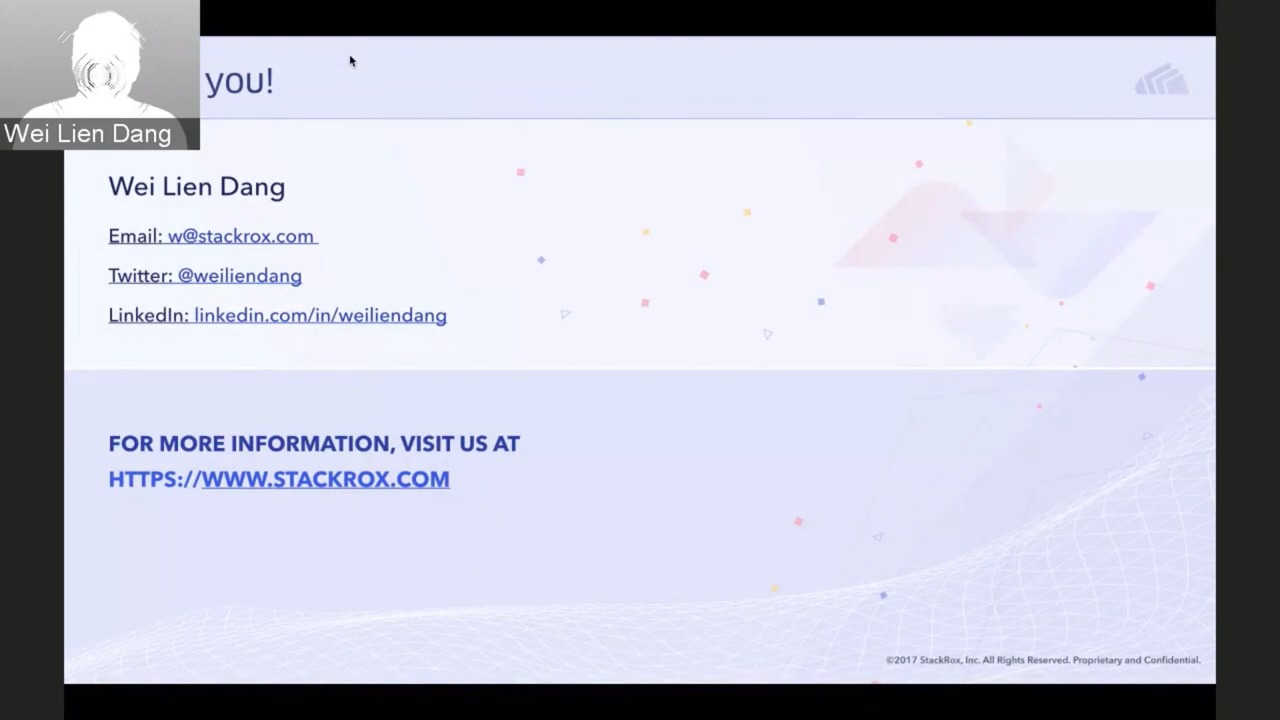 you!
Wei Lien Dang
Wei Lien Dang
Email: w@stackrox.com
Twitter: @weiliendang
LinkedIn: linkedin.com/in/weiliendang
FOR MORE INFORMATION, VISIT US AT
HTTPS://WWW.STACKROX.COM
©2017 StackRox, Inc. All Rights Reserved. Proprietary and Confidential.